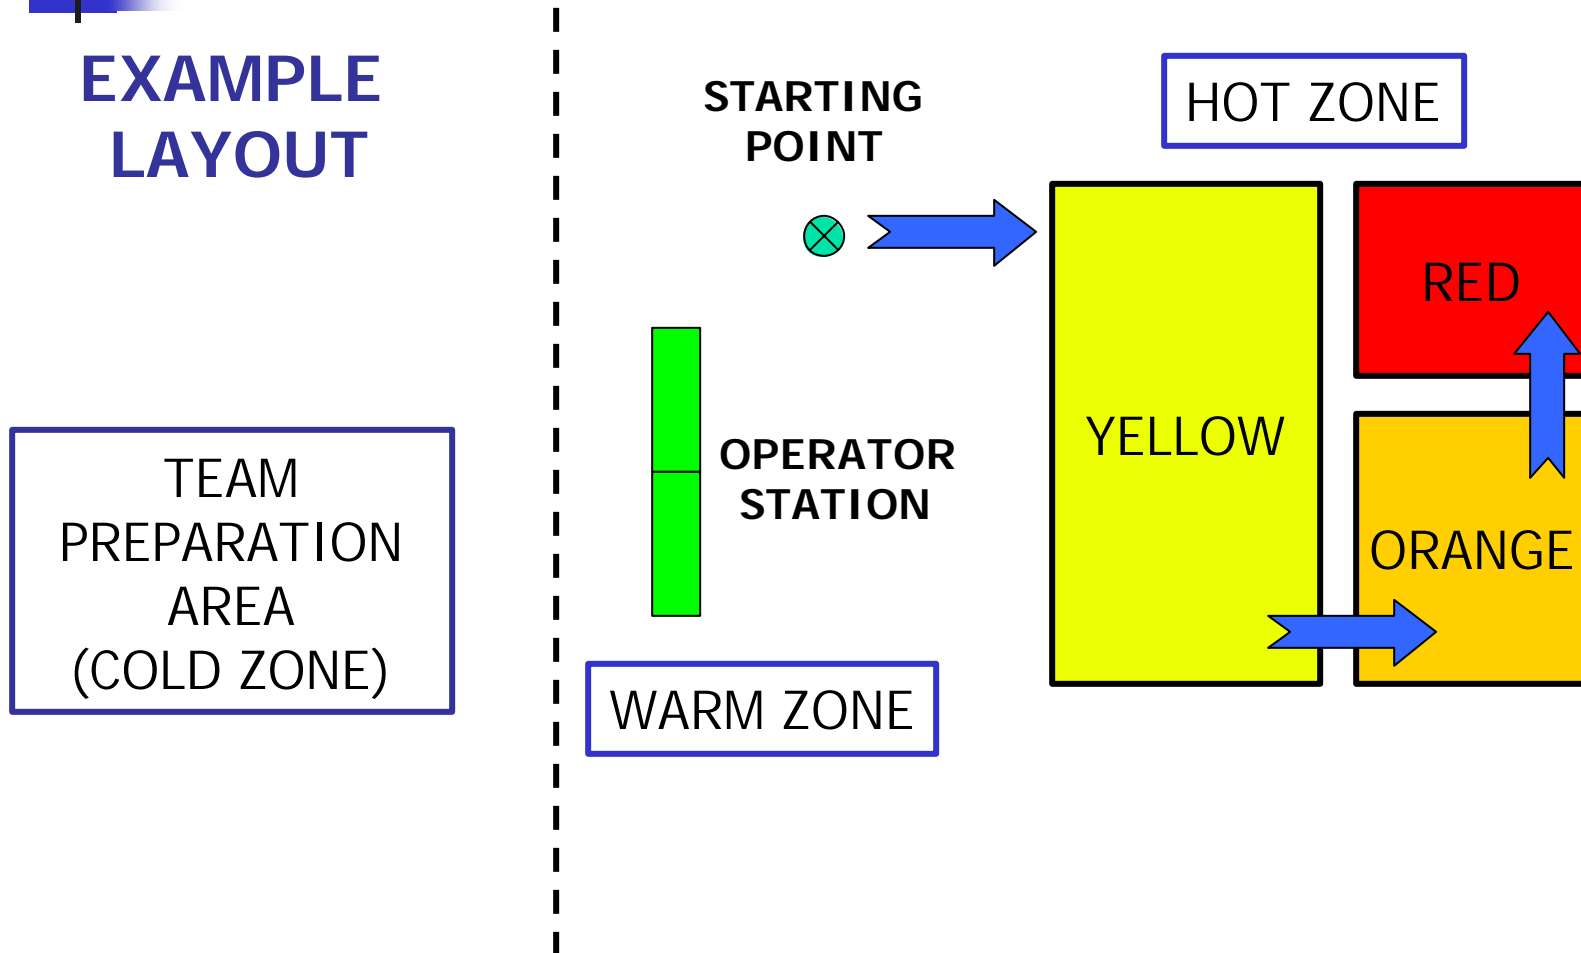 EXAMPLE
LAYOUT
STARTING
POINT
HOT ZONE
RED
YELLOW
OPERATOR
STATION
ORANGE
TEAM
PREPARATION
AREA
(COLD ZONE)
WARM ZONE